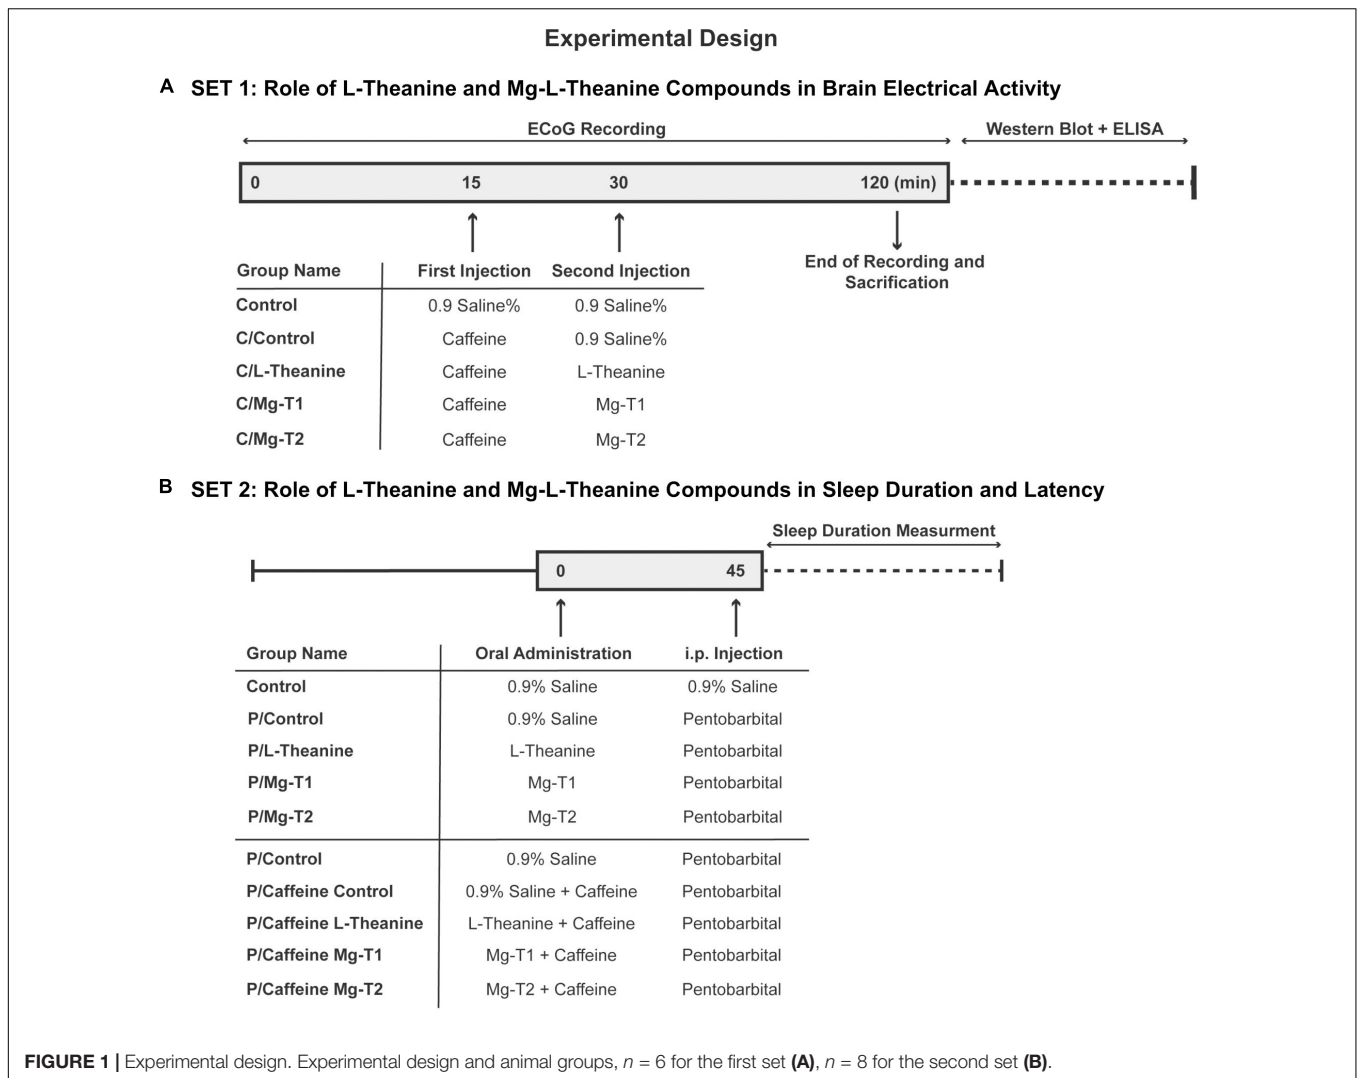 Experimental Design
A SET 1: Role of L-Theanine and Mg-L-Theanine Compounds in Brain Electrical Activity
ECoG Recording Western Blot + ELISA
0 15 30 120 (min)
End of Recording and
Sacrification
Group Name First Injection Second Injection
Control 0.9 Saline% 0.9 Saline%
C/Control Caffeine 0.9 Saline%
C/L-Theanine Caffeine L-Theanine
C/Mg-T1 Caffeine Mg-T1
C/Mg-T2 Caffeine Mg-T2
B SET 2: Role of L-Theanine and Mg-L-Theanine Compounds in Sleep Duration and Latency
Sleep Duration Measurment
0 45
Group Name Oral Administration i.p. Injection
Control 0.9% Saline 0.9% Saline
P/Control 0.9% Saline Pentobarbital
P/L-Theanine L-Theanine Pentobarbital
P/Mg-T1 Mg-T1 Pentobarbital
P/Mg-T2 Mg-T2 Pentobarbital
P/Control 0.9% Saline Pentobarbital
P/Caffeine Control 0.9% Saline + Caffeine Pentobarbital
P/Caffeine L-Theanine L-Theanine + Caffeine Pentobarbital
P/Caffeine Mg-T1 Mg-T1 + Caffeine Pentobarbital
P/Caffeine Mg-T2 Mg-T2 + Caffeine Pentobarbital
FIGURE 1 | Experimental design. Experimental design and animal groups, n = 6 for the first set (A), n = 8 for the second set (B).